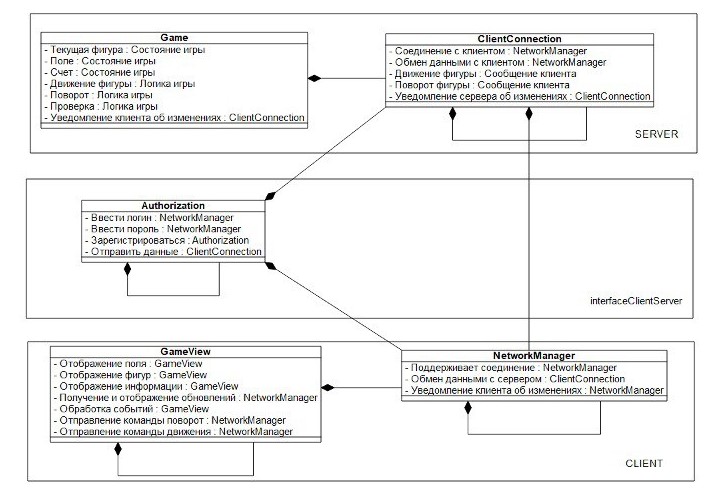 Game
- Текущая фигура : Состояние игры
- Поле : Состояние игры
- Счет : Состояние игры
- Движение фигуры : Логика игры
- Поворот : Логика игры
- Проверка : Логика игры
- Уведомление клиента об изменениях : ClientConnection
ClientConnection
- Соединение с клиентом : NetworkManager
- Обмен данными с клиентом : NetworkManager
- Движение фигуры : Сообщение клиента
- Поворот фигуры : Сообщение клиента
- Уведомление сервера об изменениях : ClientConnection
SERVER
Authorization
- Ввести логин : NetworkManager
- Ввести пороль : NetworkManager
- Зарегистрироваться : Authorization
- Отправить данные : ClientConnection
interfaceClientServer
GameView
- Отображение поля : GameView
- Отображение фигур : GameView
- Отображение информации : GameView
- Получение и отображение обновлений : NetworkManager
- Обработка событий : GameView
- Отправление команды поворот : NetworkManager
- Отправление команды движения : NetworkManager
NetworkManager
- Поддерживает соединение : NetworkManager
- Обмен данными с сервером : ClientConnection
- Уведомление клиента об изменениях : NetworkManager
CLIENT